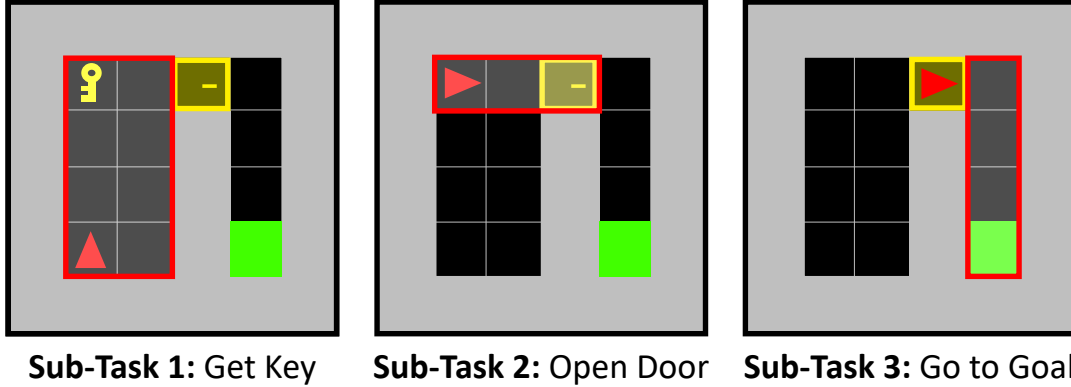 Sub-Task 1: Get Key
Sub-Task 2: Open Door
Sub-Task 3: Go to Goal